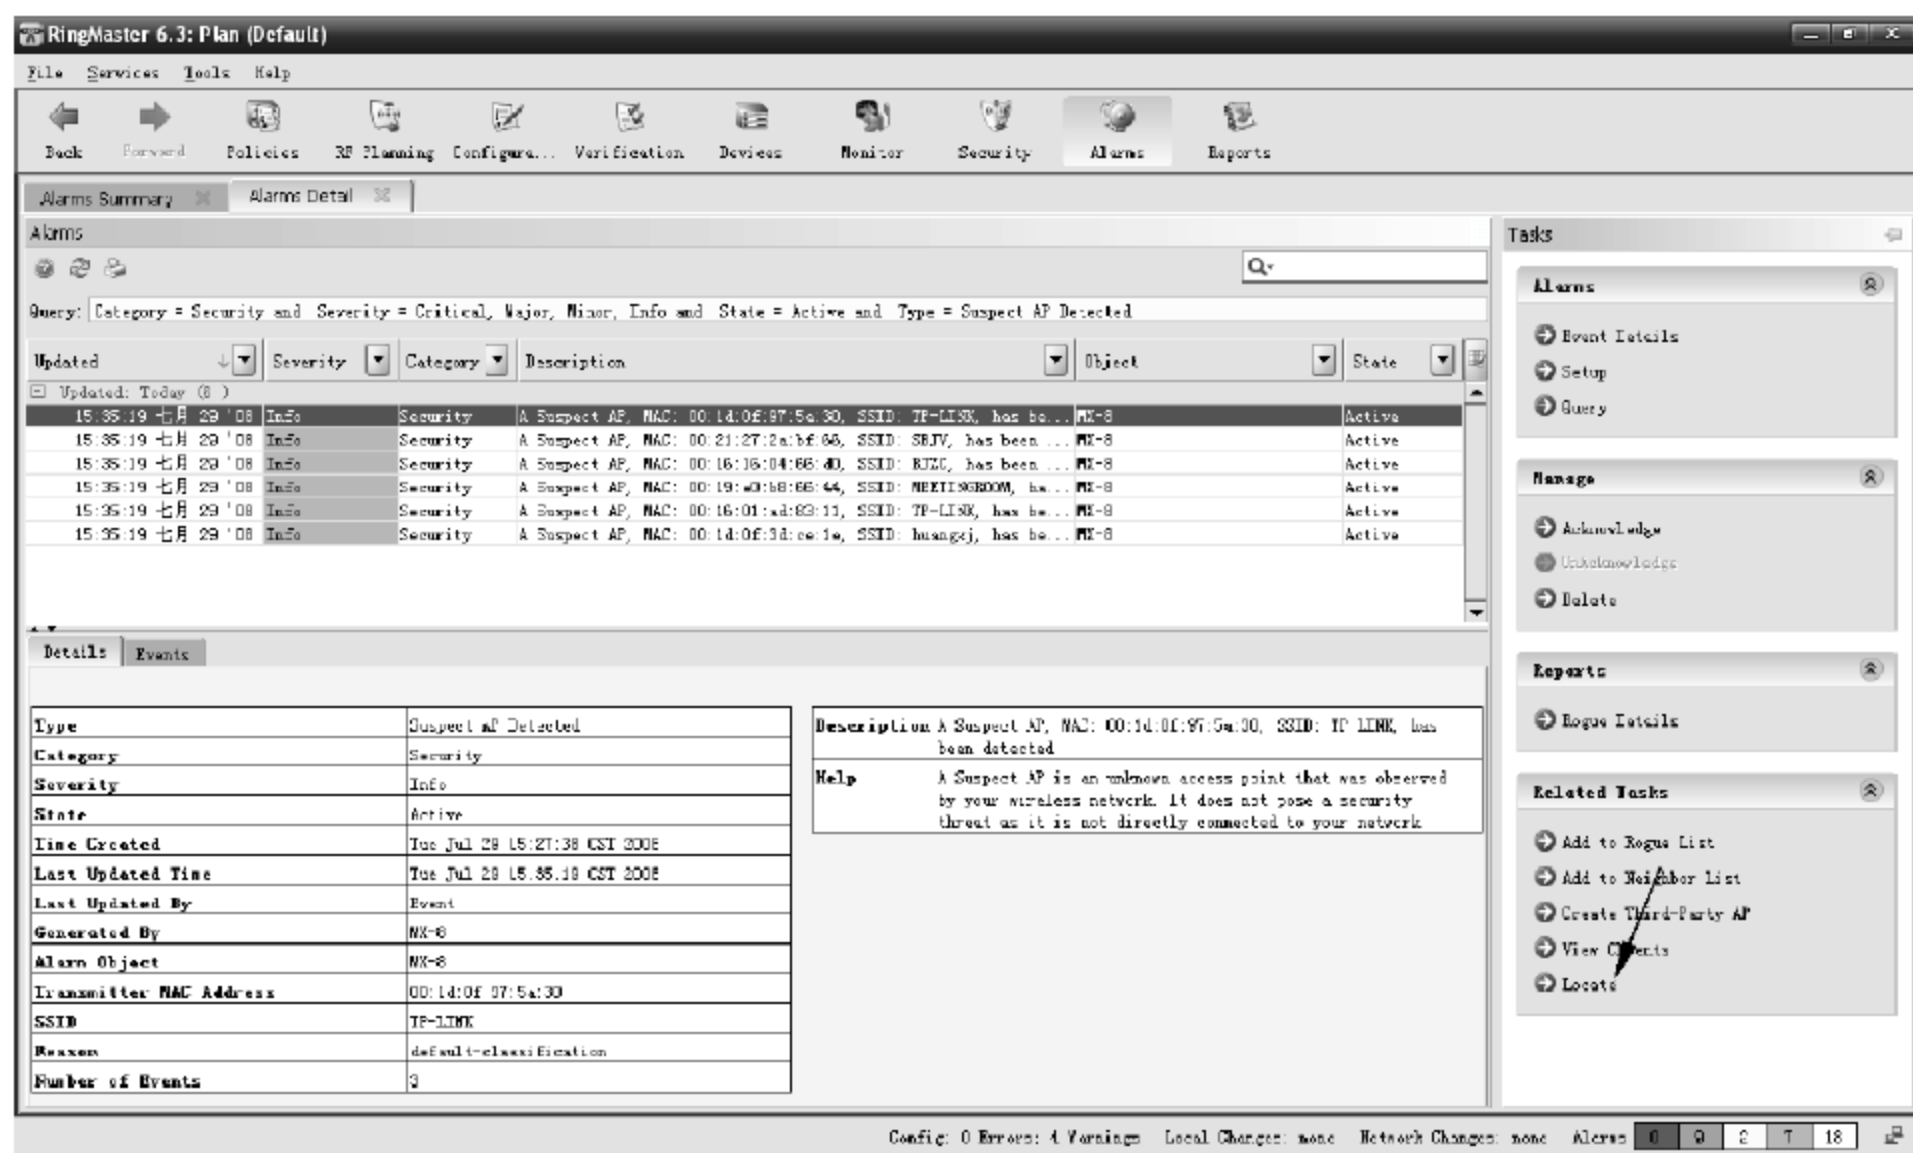 RingMaster 6.3: Plan (Default)
File Services Tools Help
Back Forward Policies RF Planning Configura... Verification Devices Monitor Security Alarms Reports
Alarms Summary Alarms Detail
Alarms
Query: Category = Security and Severity = Critical, Major, Minor, Info and State = Active and Type = Suspect AP Detected
Updated Severity Category Description Object State
Updated: Today (6 )
15:35:19 七月 29 '08 Info Security A Suspect AP, MAC: 00:1d:0f:97:5a:30, SSID: TP-LINK, has be... MX-8 Active
15:35:19 七月 29 '08 Info Security A Suspect AP, MAC: 00:21:27:2a:bf:66, SSID: has been ... MX-8 Active
15:35:19 七月 29 '08 Info Security A Suspect AP, MAC: 00:16:16:04:66:d0, SSID: has been ... MX-8 Active
15:35:19 七月 29 '08 Info Security A Suspect AP, MAC: 00:19:e0:b8:66:44, SSID: MEETINGROOM, ha... MX-8 Active
15:35:19 七月 29 '08 Info Security A Suspect AP, MAC: 00:16:01:ad:83:11, SSID: TP-LINK, has be... MX-8 Active
15:35:19 七月 29 '08 Info Security A Suspect AP, MAC: 00:1d:0f:3d:ce:1e, SSID: huangxj, has be... MX-8 Active
Details Events
Type Suspect AP Detected
Category Security
Severity Info
State Active
Time Created Tue Jul 29 15:27:38 CST 2008
Last Updated Time Tue Jul 29 15:35:19 CST 2008
Last Updated By Event
Generated By MX-8
Alarm Object MX-8
Transmitter MAC Address 00:1d:0f:97:5a:30
SSID TP-LINK
Reason default-classification
Number of Events 3
Description A Suspect AP, MAC: 00:1d:0f:97:5a:30, SSID: TP-LINK, has
been detected
Help A Suspect AP is an unknown access point that was observed
by your wireless network. It does not pose a security
threat as it is not directly connected to your network
Tasks
Alarms
Event Details
Setup
Query
Manage
Acknowledge
Unacknowledge
Delete
Reports
Rogue Details
Related Tasks
Add to Rogue List
Add to Neighbor List
Create Third-Party AP
View Clients
Locate
Config: 0 Errors: 4 Warnings Local Changes: none Network Changes: none Alarms 0 2 18